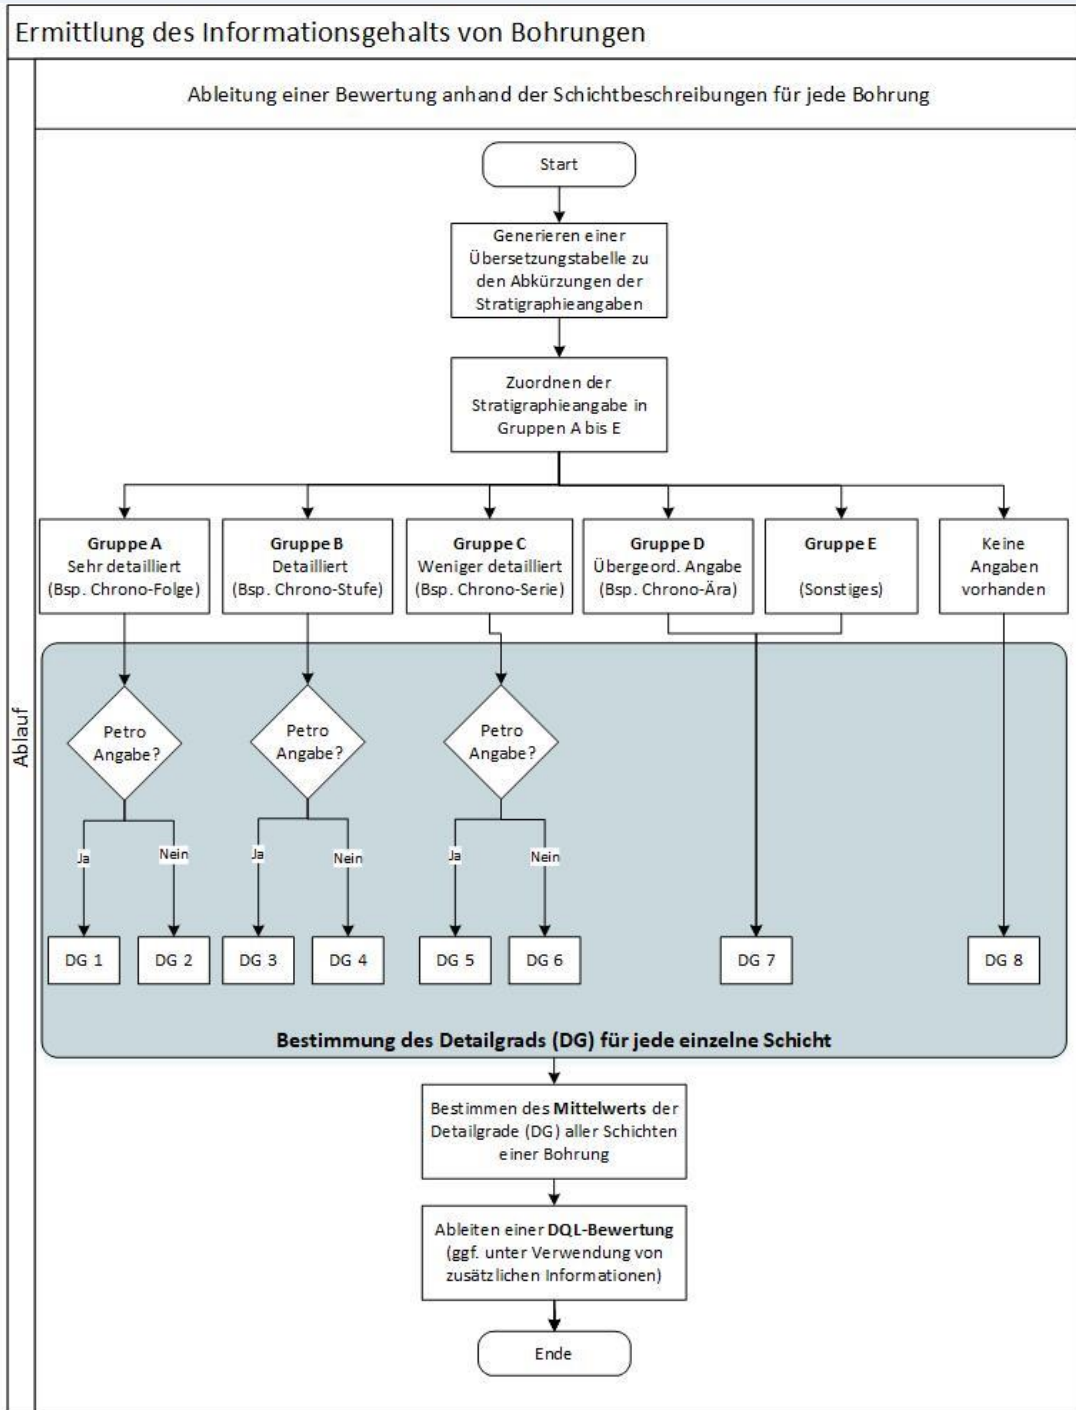 Ermittlung des Informationsgehalts von Bohrungen
Ablauf
Ableitung einer Bewertung anhand der Schichtbeschreibungen für jede Bohrung
Start
Generieren einer
Übersetzungstabelle zu
den Abkürzungen der
Stratigraphieangaben
Zuordnen der
Stratigraphieangabe in
Gruppen A bis E
Gruppe A
Sehr detailliert
(Bsp. Chrono-Folge)
Gruppe B
Detailliert
(Bsp. Chrono-Stufe)
Gruppe C
Weniger detailliert
(Bsp. Chrono-Serie)
Gruppe D
Übergeord. Angabe
(Bsp. Chrono-Ära)
Gruppe E
(Sonstiges)
Keine
Angaben
vorhanden
Petro
Angabe?
Petro
Angabe?
Petro
Angabe?
Ja
Nein
Ja
Nein
Ja
Nein
DG 1
DG 2
DG 3
DG 4
DG 5
DG 6
DG 7
DG 8
Bestimmung des Detailgrads (DG) für jede einzelne Schicht
Bestimmen des Mittelwerts der
Detailgrade (DG) aller Schichten
einer Bohrung
Ableiten einer DQL-Bewertung
(ggf. unter Verwendung von
zusätzlichen Informationen)
Ende